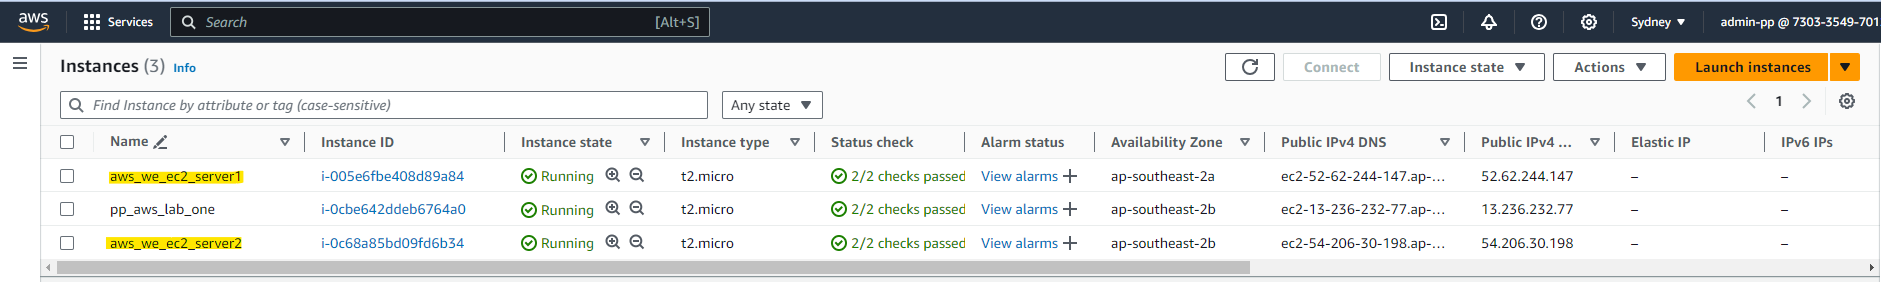 aws Services Search [Alt+S] Sydney ▼ admin-pp @ 7303-3549-701
Instances (3) Info Connect Instance state ▼ Actions ▼ Launch instances ▼
Find Instance by attribute or tag (case-sensitive) Any state ▼ 1
Name Instance ID Instance state Instance type Status check Alarm status Availability Zone Public IPv4 DNS Public IPv4 ... Elastic IP IPv6 IPs
aws_we_ec2_server1 i-005e6fbe408d89a84 Running t2.micro 2/2 checks passed View alarms + ap-southeast-2a ec2-52-62-244-147.ap-... 52.62.244.147 – –
pp_aws_lab_one i-0cbe642ddeb6764a0 Running t2.micro 2/2 checks passed View alarms + ap-southeast-2b ec2-13-236-232-77.ap-... 13.236.232.77 – –
aws_we_ec2_server2 i-0c68a85bd09fd6b34 Running t2.micro 2/2 checks passed View alarms + ap-southeast-2b ec2-54-206-30-198.ap-... 54.206.30.198 – –